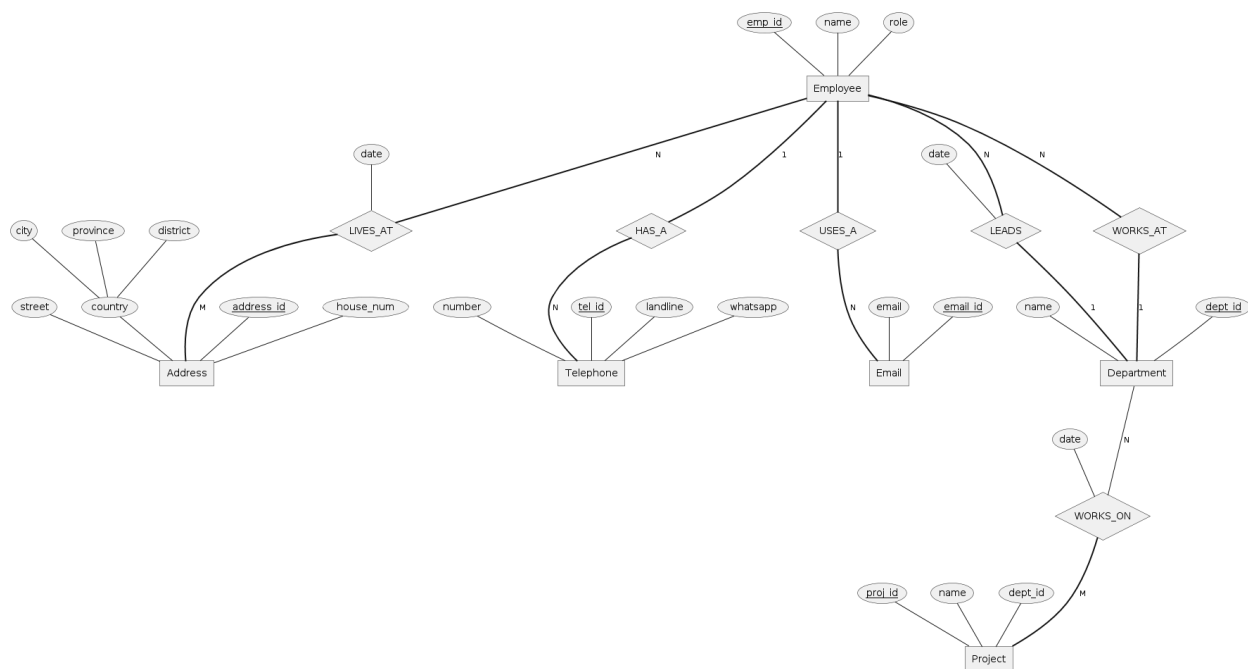 emp_id
name
role
Employee
N
1
1
N
N
date
date
LIVES_AT
HAS_A
USES_A
LEADS
WORKS_AT
city
province
district
street
country
address_id
house_num
M
number
tel_id
landline
whatsapp
N
email
email_id
N
name
1
1
dept_id
Address
Telephone
Email
Department
date
N
WORKS_ON
proj_id
name
dept_id
M
Project